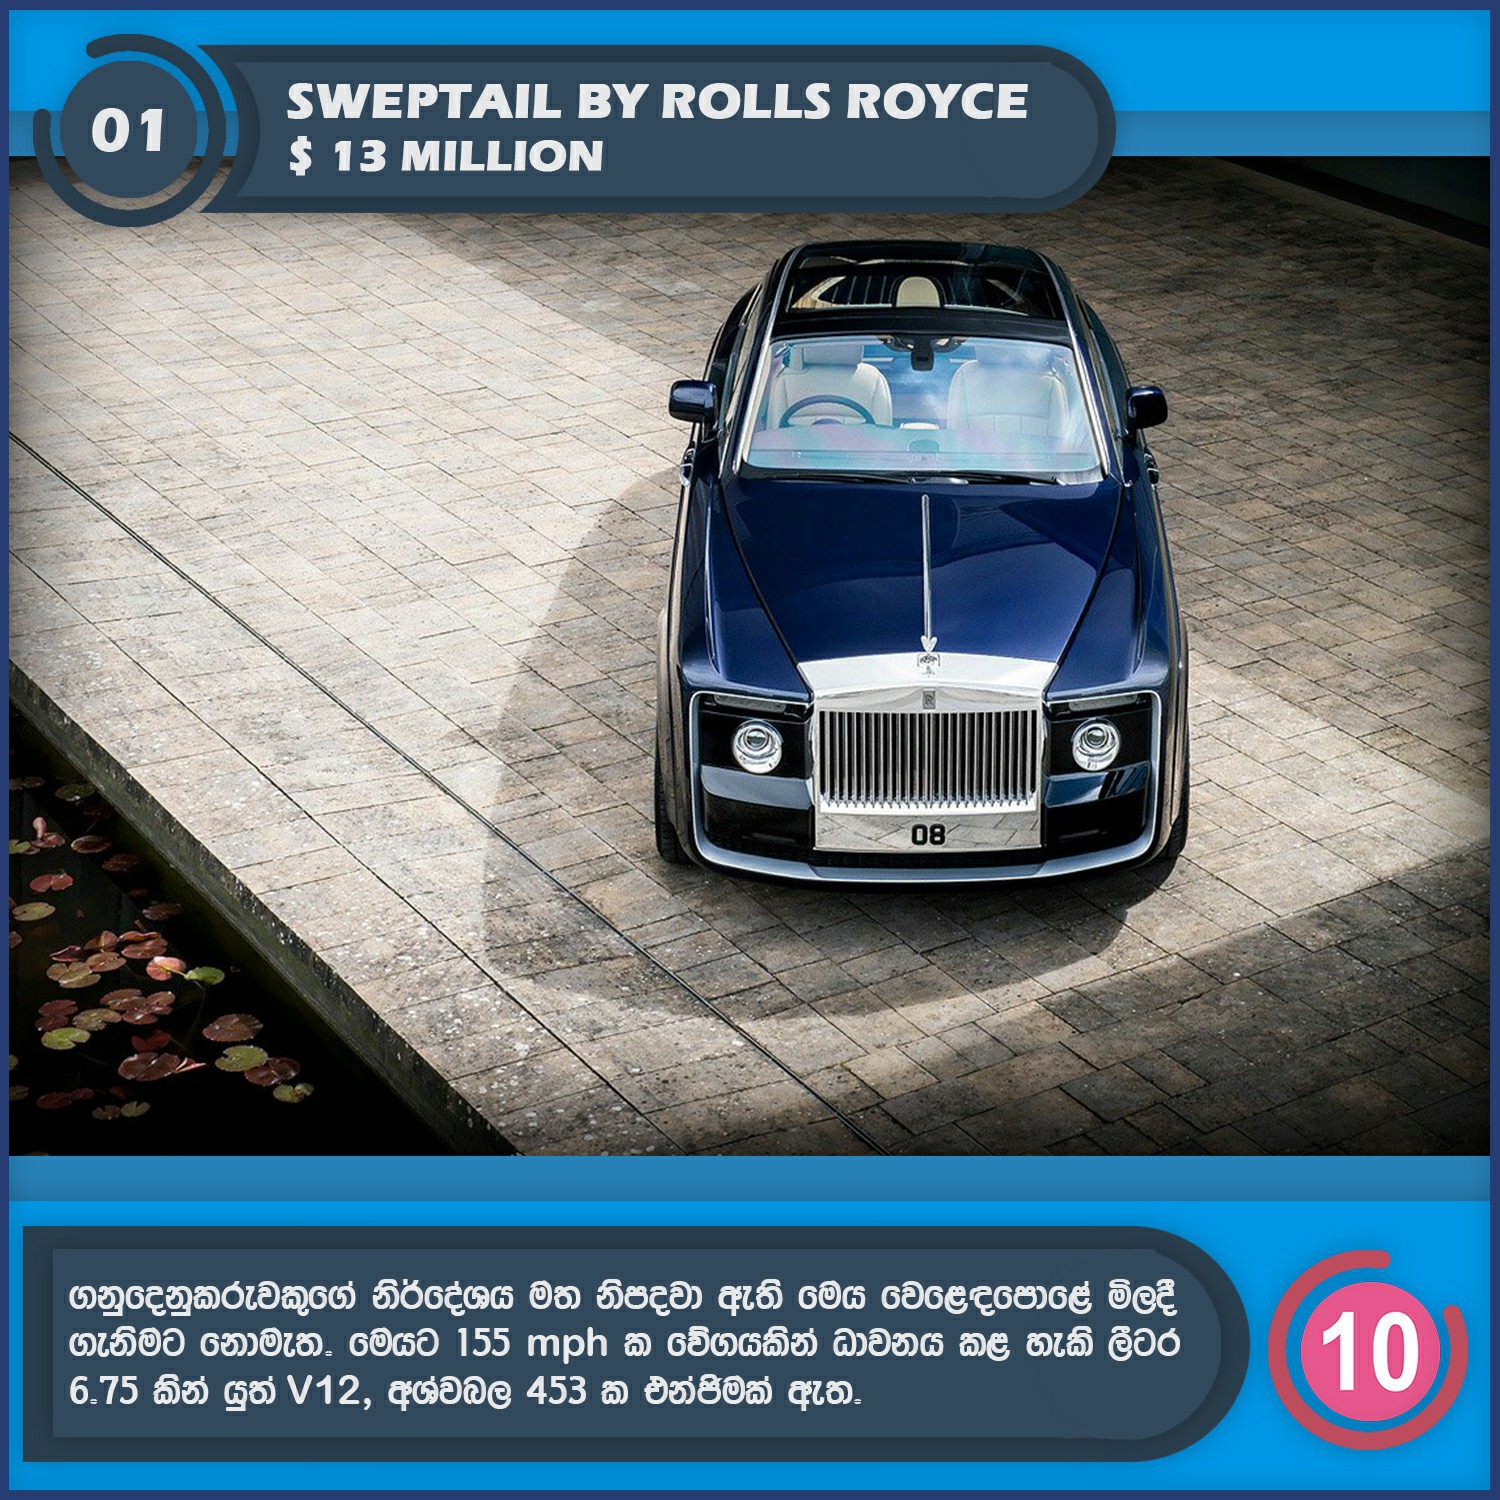 01
SWEPTAIL BY ROLLS ROYCE
$ 13 MILLION
08
ගනුදෙනුකරුවකුගේ නිර්දේශය මත නිපදවා ඇති මෙය වෙළෙඳපොළේ මිලදී
ගැනිමට නොමැත. මෙයට 155 mph ක වේගයකින් ධාවනය කළ හැකි ලීටර
6.75 කින් යුත් V12, අශ්වබල 453 ක එන්ජිමක් ඇත.
10